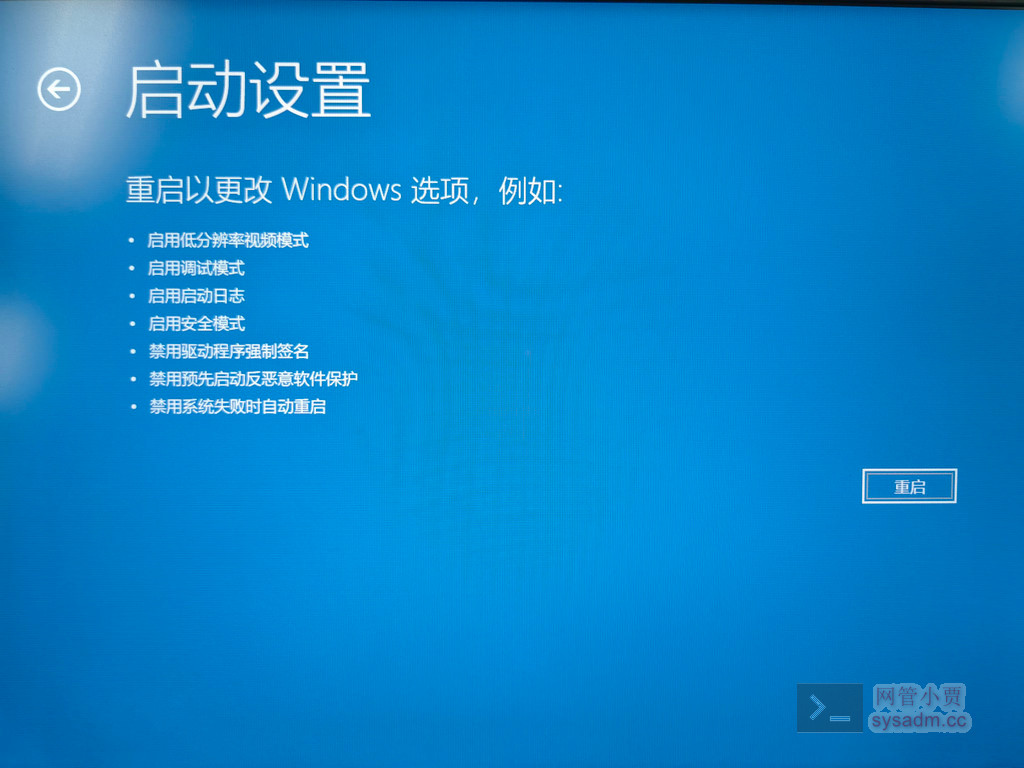 启动设置
重启以更改 Windows 选项，例如:
• 启用低分辨率视频模式
• 启用调试模式
• 启用启动日志
• 启用安全模式
• 禁用驱动程序强制签名
• 禁用预先启动反恶意软件保护
• 禁用系统失败时自动重启
重启
网管小贾
sysadm.cc